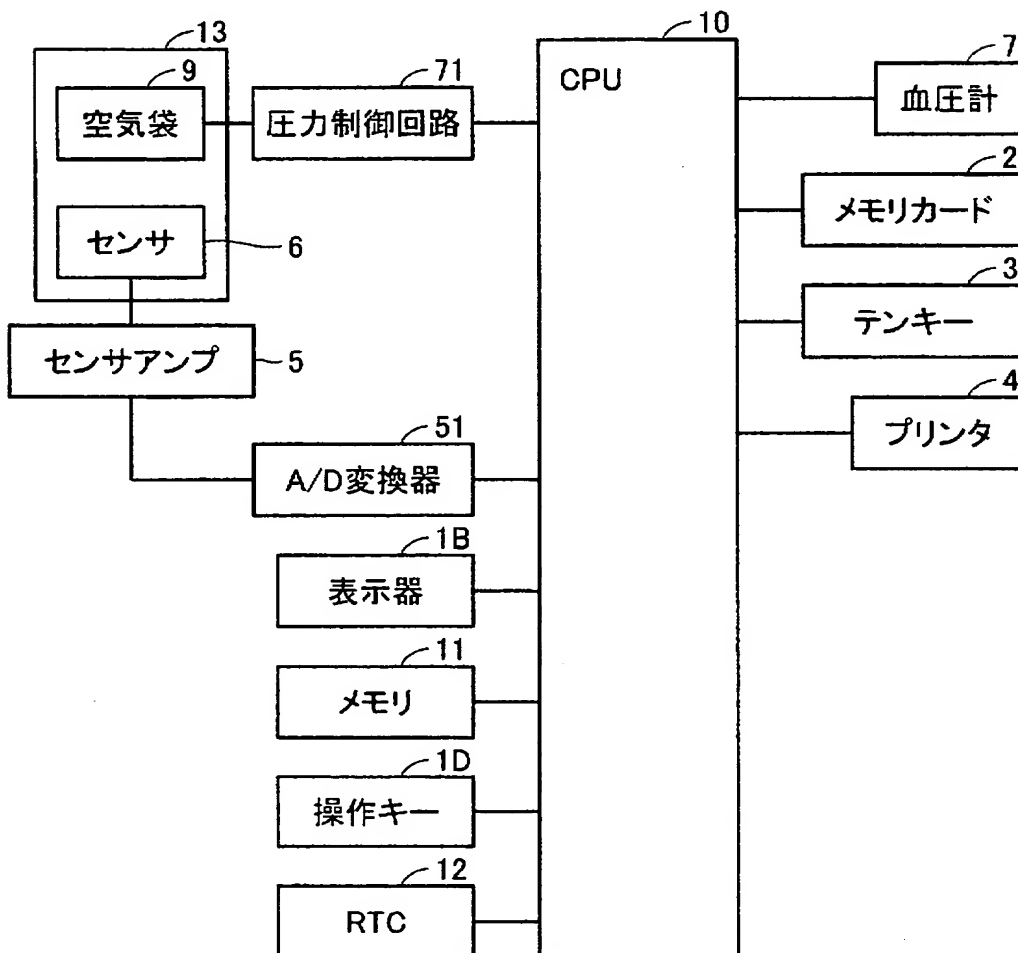 13
10
7
9
71
CPU
空気袋
圧力制御回路
血圧計
2
メモリカード
センサ
6
3
テンキー
センサアンプ
5
4
プリンタ
51
A/D変換器
1B
表示器
11
メモリ
1D
操作キー
12
RTC